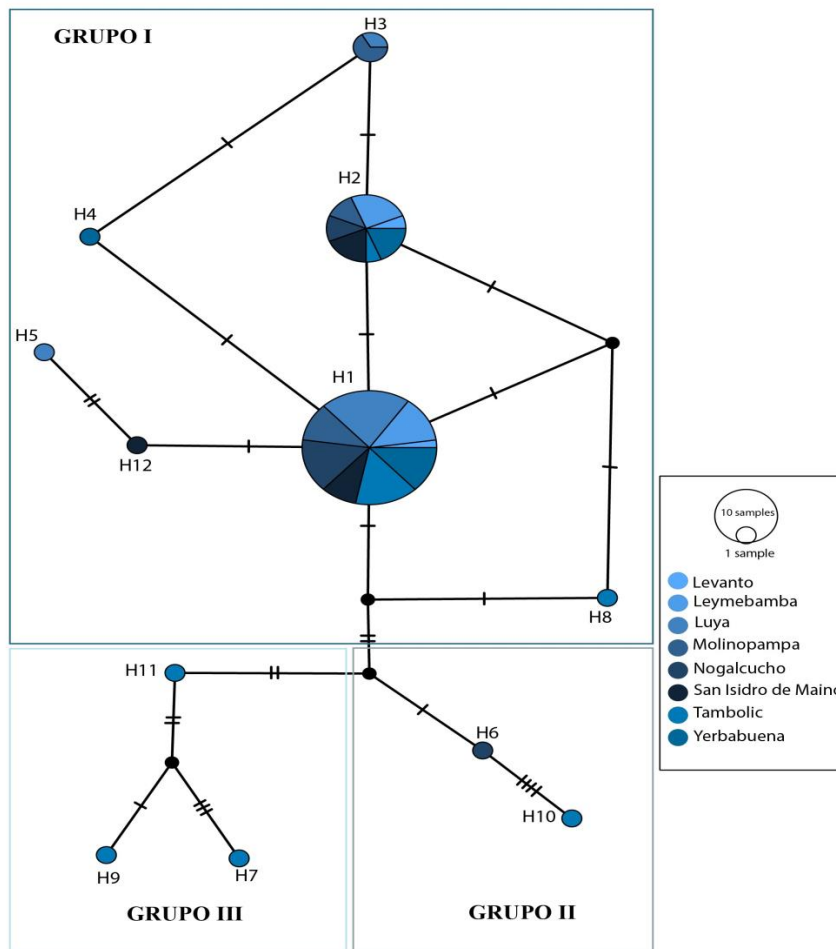 GRUPO I
H3
H2
H4
H5
H1
H12
H8
10 samples
1 sample
Levanto
Leymebamba
Luya
Molinopampa
Nogalcucho
San Isidro de Maino
Tambolic
Yerbabuena
H11
H6
H10
H9
H7
GRUPO III
GRUPO II